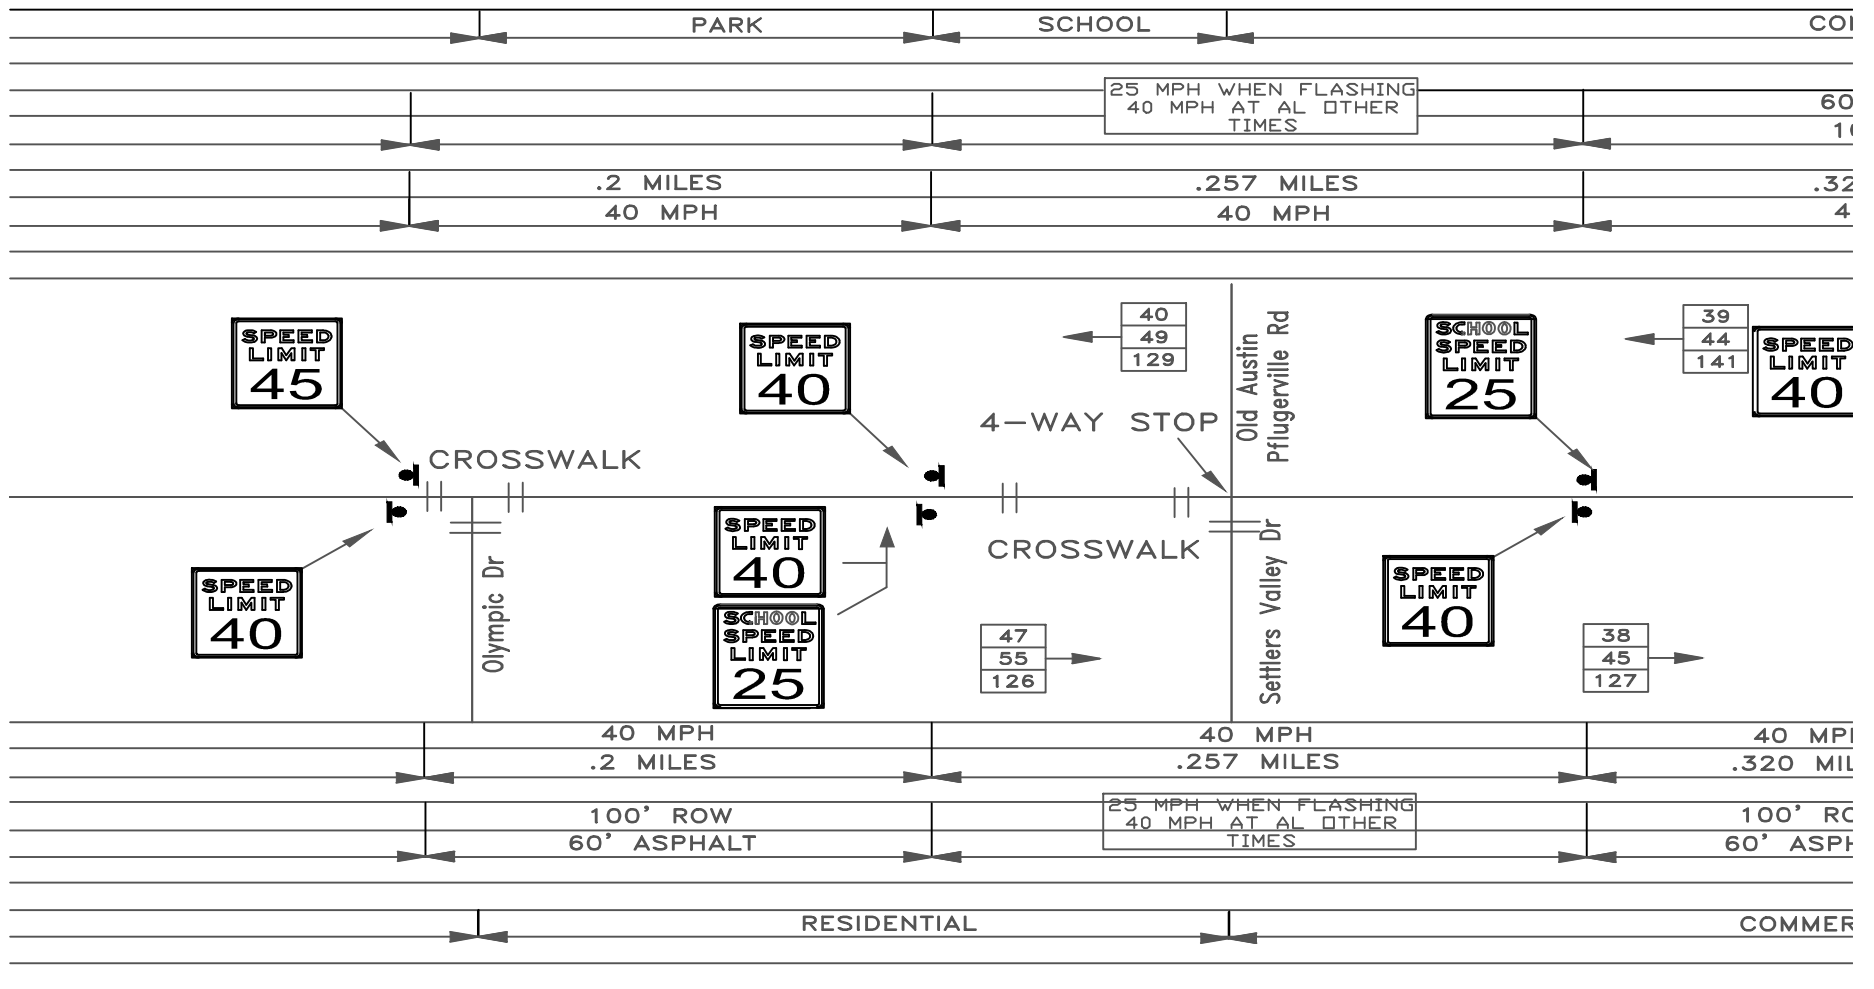 PARK
SCHOOL
25 MPH WHEN FLASHING
40 MPH AT AL OTHER
TIMES
.2 MILES
.257 MILES
40 MPH
40 MPH
SPEED
LIMIT
45
SPEED
LIMIT
40
40
49
129
Old Austin
Pflugerville Rd
SCHOOL
SPEED
LIMIT
25
39
44
141
SPEED
LIMIT
40
4-WAY STOP
CROSSWALK
SPEED
LIMIT
40
Olympic Dr
SPEED
LIMIT
40
SCHOOL
SPEED
LIMIT
25
CROSSWALK
47
55
126
Settlers Valley Dr
SPEED
LIMIT
40
38
45
127
40 MPH
40 MPH
40
.2 MILES
.257 MILES
.320
100' ROW
100'
60' ASPHALT
60'
25 MPH WHEN FLASHING
40 MPH AT AL OTHER
TIMES
RESIDENTIAL